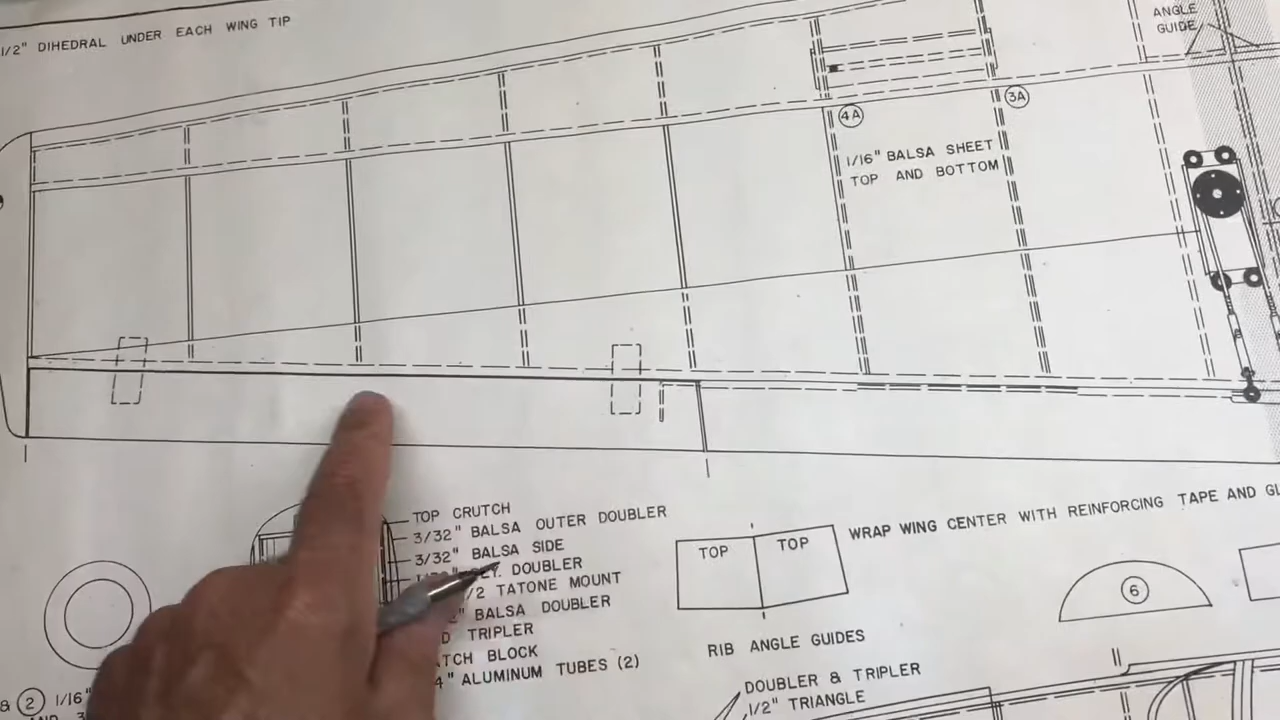 1/2" DIHEDRAL UNDER EACH WING TIP
ANGLE
GUIDE
4A
3A
1/16" BALSA SHEET
TOP AND BOTTOM
TOP CRUTCH
3/32" BALSA OUTER DOUBLER
3/32" BALSA SIDE
DOUBLER
/2 TATONE MOUNT
" BALSA DOUBLER
TRIPLER
TCH BLOCK
4" ALUMINUM TUBES (2)
TOP
TOP
WRAP WING CENTER WITH REINFORCING TAPE AND
6
RIB ANGLE GUIDES
& 2 1/16"
DOUBLER & TRIPLER
1/2" TRIANGLE